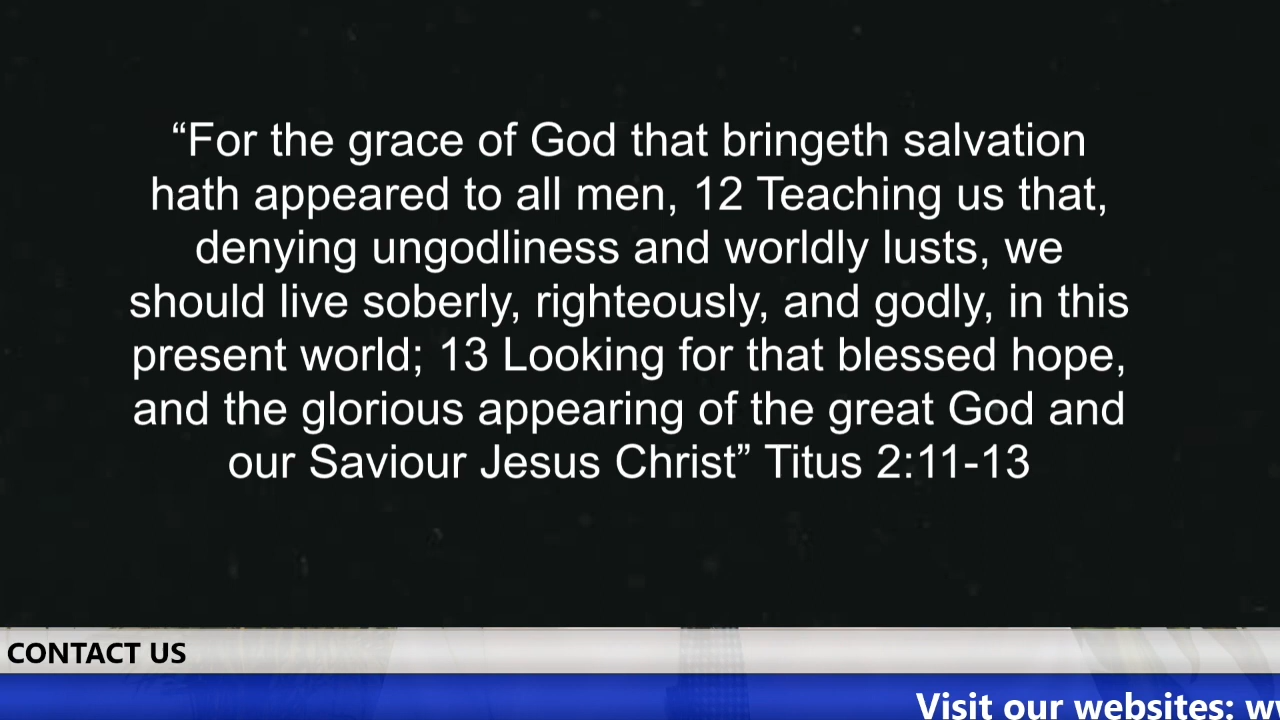 “For the grace of God that bringeth salvation
hath appeared to all men, 12 Teaching us that,
denying ungodliness and worldly lusts, we
should live soberly, righteously, and godly, in this
present world; 13 Looking for that blessed hope,
and the glorious appearing of the great God and
our Saviour Jesus Christ” Titus 2:11-13
CONTACT US
Visit our websites: